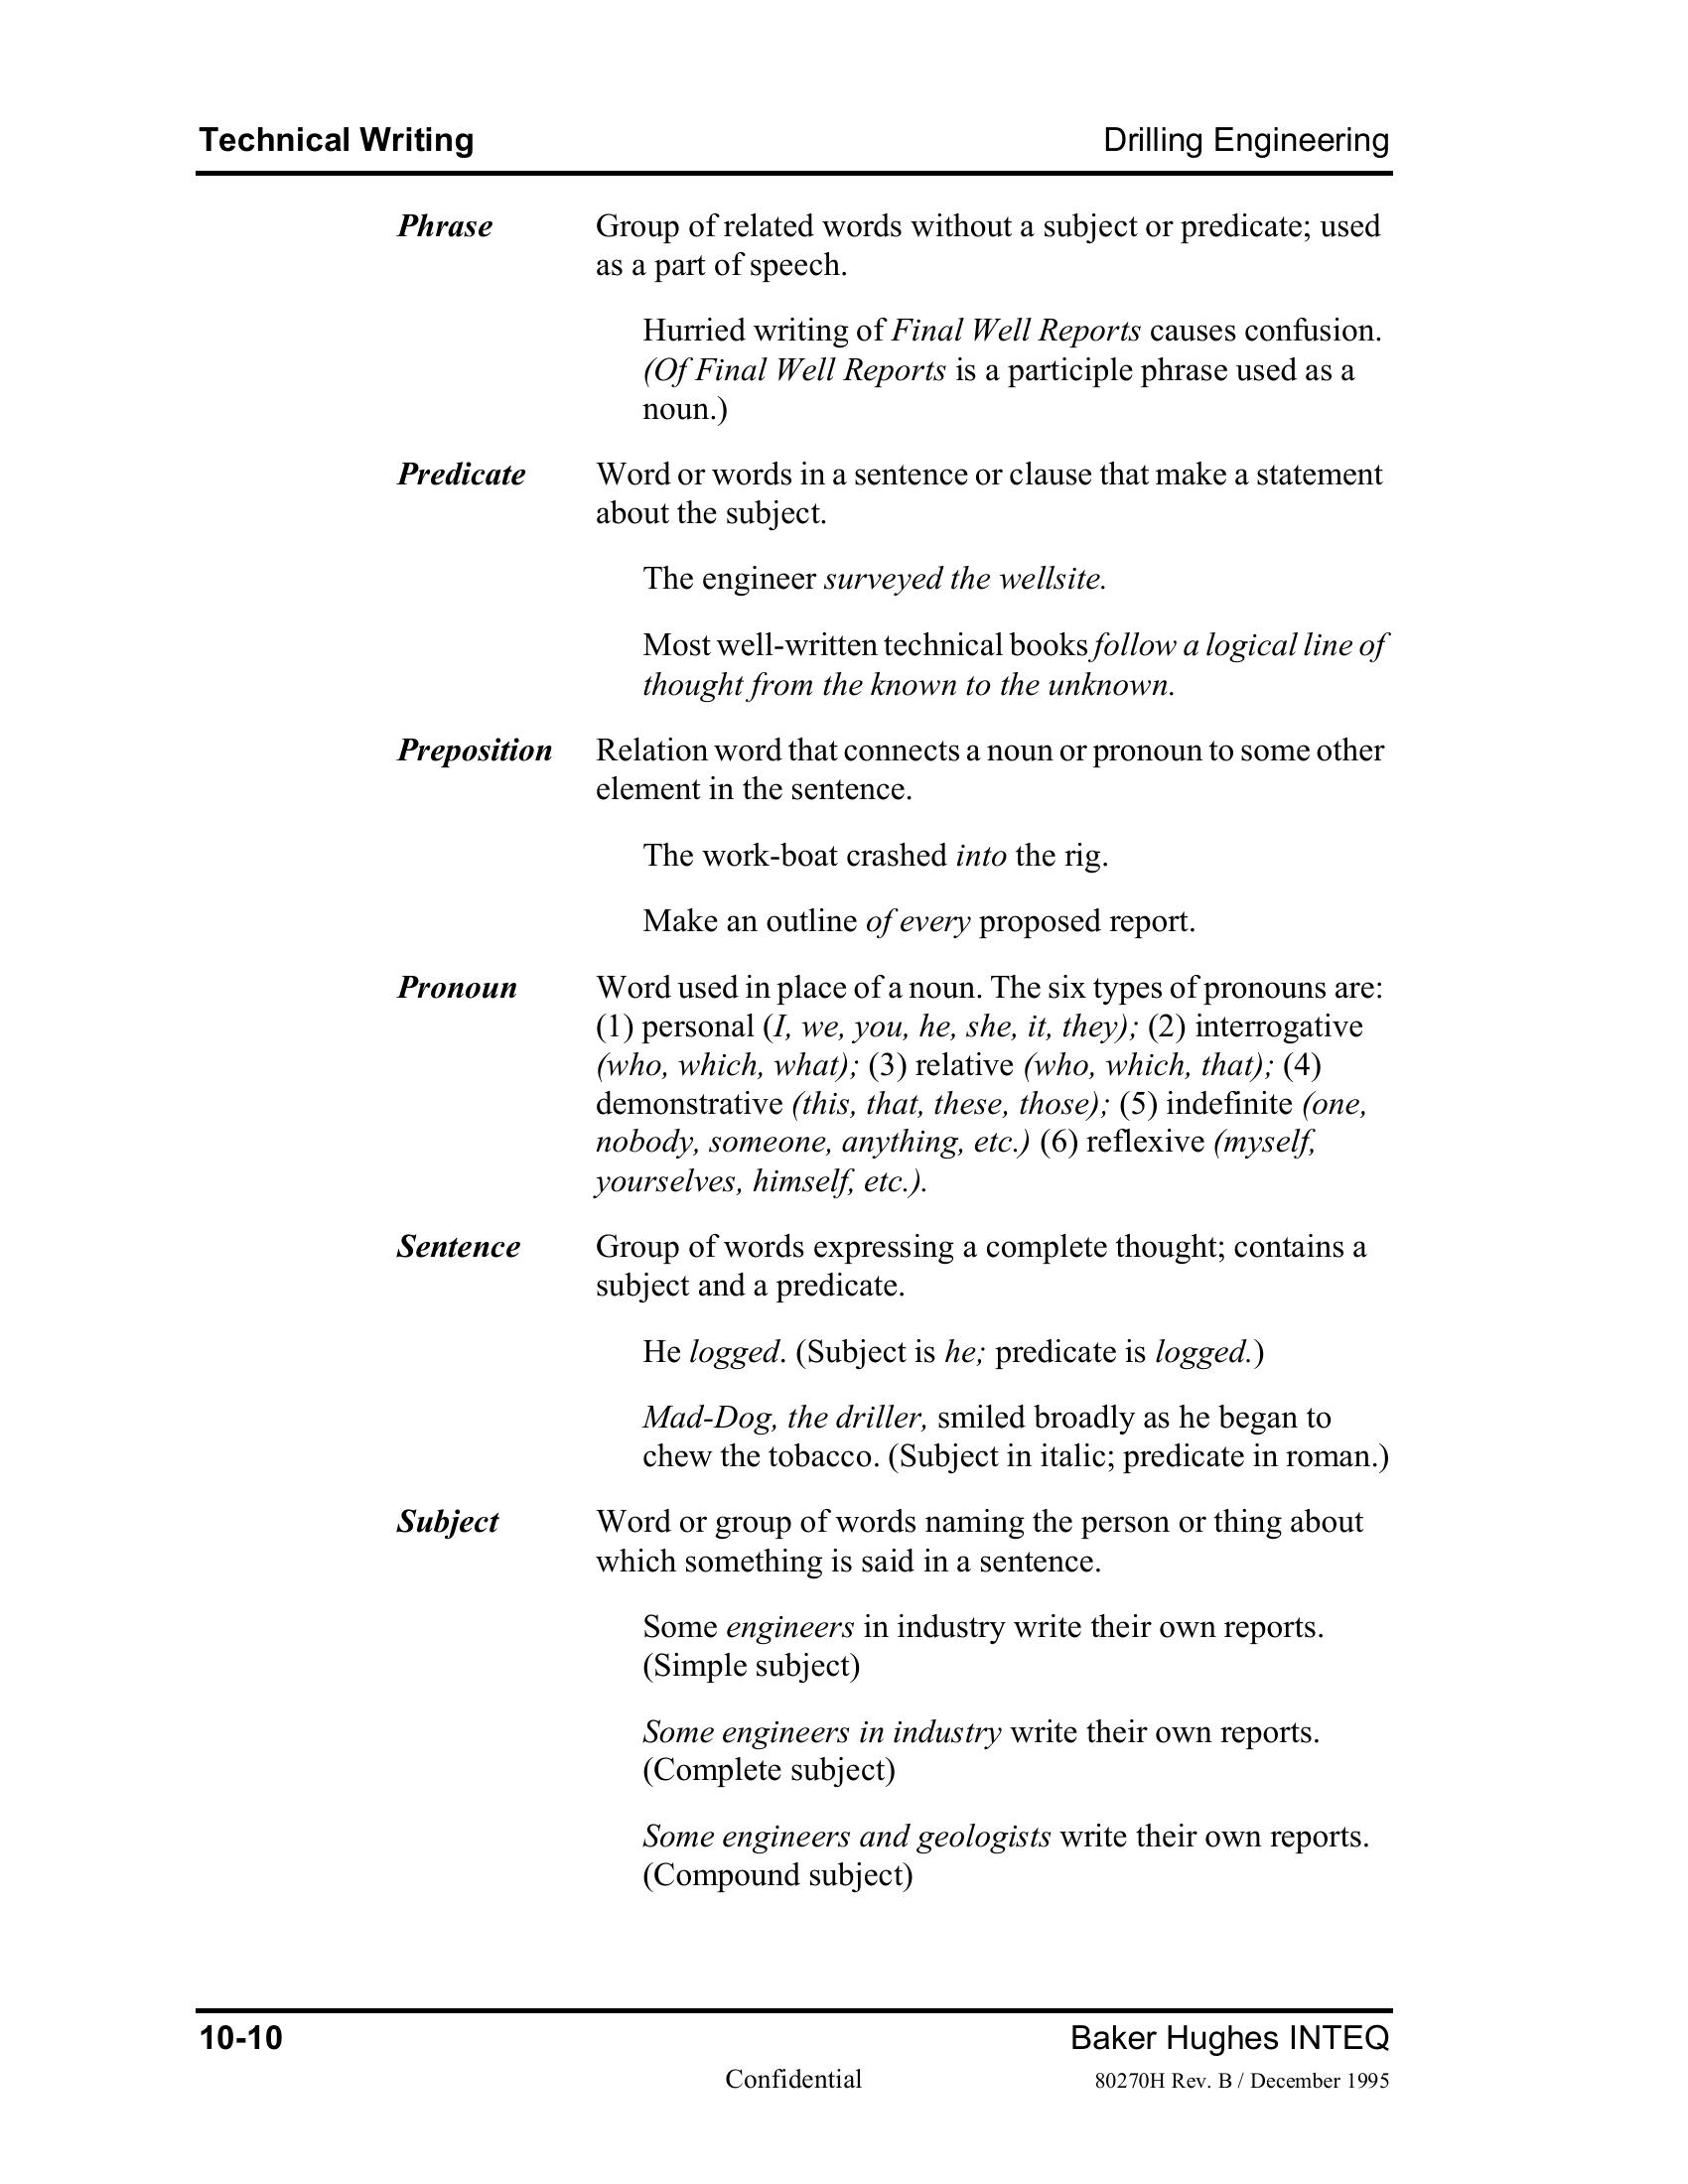 Technical Writing Drilling Engineering
Phrase Group of related words without a subject or predicate; used
as a part of speech.
Hurried writing of Final Well Reports causes confusion.
(Of Final Well Reports is a participle phrase used as a
noun.)
Predicate Word or words in a sentence or clause that make a statement
about the subject.
The engineer surveyed the wellsite.
Most well-written technical books follow a logical line of
thought from the known to the unknown.
Preposition Relation word that connects a noun or pronoun to some other
element in the sentence.
The work-boat crashed into the rig.
Make an outline of every proposed report.
Pronoun Word used in place of a noun. The six types of pronouns are:
(1) personal (I, we, you, he, she, it, they); (2) interrogative
(who, which, what); (3) relative (who, which, that); (4)
demonstrative (this, that, these, those); (5) indefinite (one,
nobody, someone, anything, etc.) (6) reflexive (myself,
yourselves, himself, etc.).
Sentence Group of words expressing a complete thought; contains a
subject and a predicate.
He logged. (Subject is he; predicate is logged.)
Mad-Dog, the driller, smiled broadly as he began to
chew the tobacco. (Subject in italic; predicate in roman.)
Subject Word or group of words naming the person or thing about
which something is said in a sentence.
Some engineers in industry write their own reports.
(Simple subject)
Some engineers in industry write their own reports.
(Complete subject)
Some engineers and geologists write their own reports.
(Compound subject)
10-10 Baker Hughes INTEQ
Confidential 80270H Rev. B / December 1995